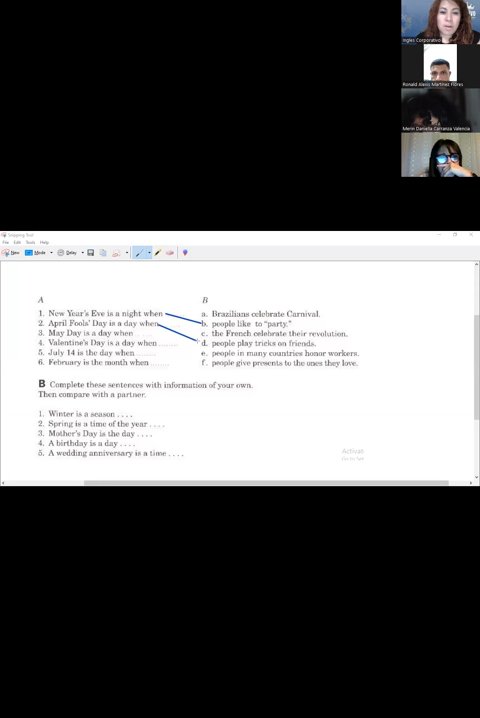 Ingles Corporativo
Ronald Alexis Martinez Flores
Merin Daniella Carranza Valencia
Snipping Tool
File Edit Tools Help
New Mode Delay
A
1. New Year's Eve is a night when
2. April Fools' Day is a day when
3. May Day is a day when
4. Valentine's Day is a day when ........
5. July 14 is the day when ........
6. February is the month when ........
B
a. Brazilians celebrate Carnival.
b. people like to "party."
c. the French celebrate their revolution.
d. people play tricks on friends.
e. people in many countries honor workers.
f. people give presents to the ones they love.
B Complete these sentences with information of your own.
Then compare with a partner.
1. Winter is a season . . . .
2. Spring is a time of the year . . . .
3. Mother's Day is the day . . . .
4. A birthday is a day . . . .
5. A wedding anniversary is a time . . . .